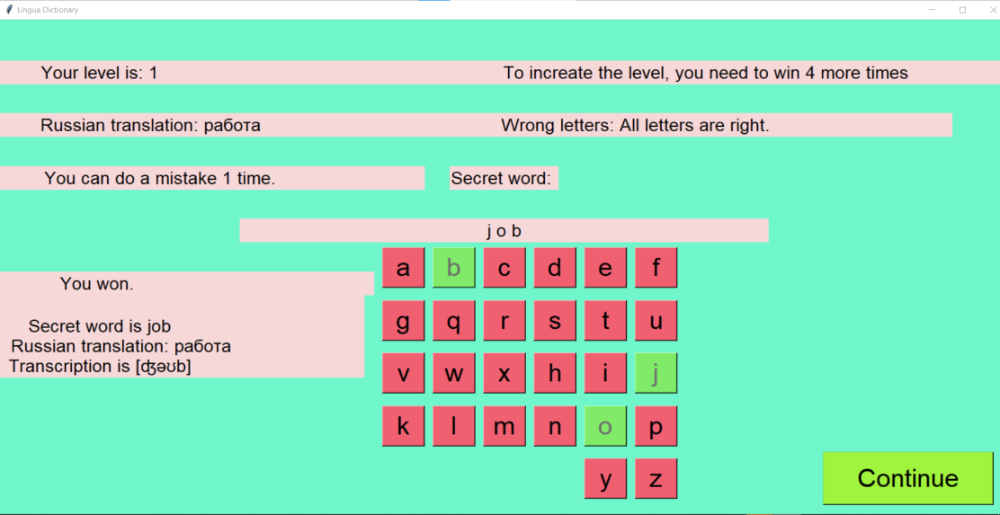 Lingua Dictionary
Your level is: 1
To increate the level, you need to win 4 more times
Russian translation: работа
Wrong letters: All letters are right.
You can do a mistake 1 time.
Secret word:
j o b
You won.
Secret word is job
Russian translation: работа
Transcription is [ʤəʊb]
a b c d e f
g q r s t u
v w x h i j
k l m n o p
y z
Continue